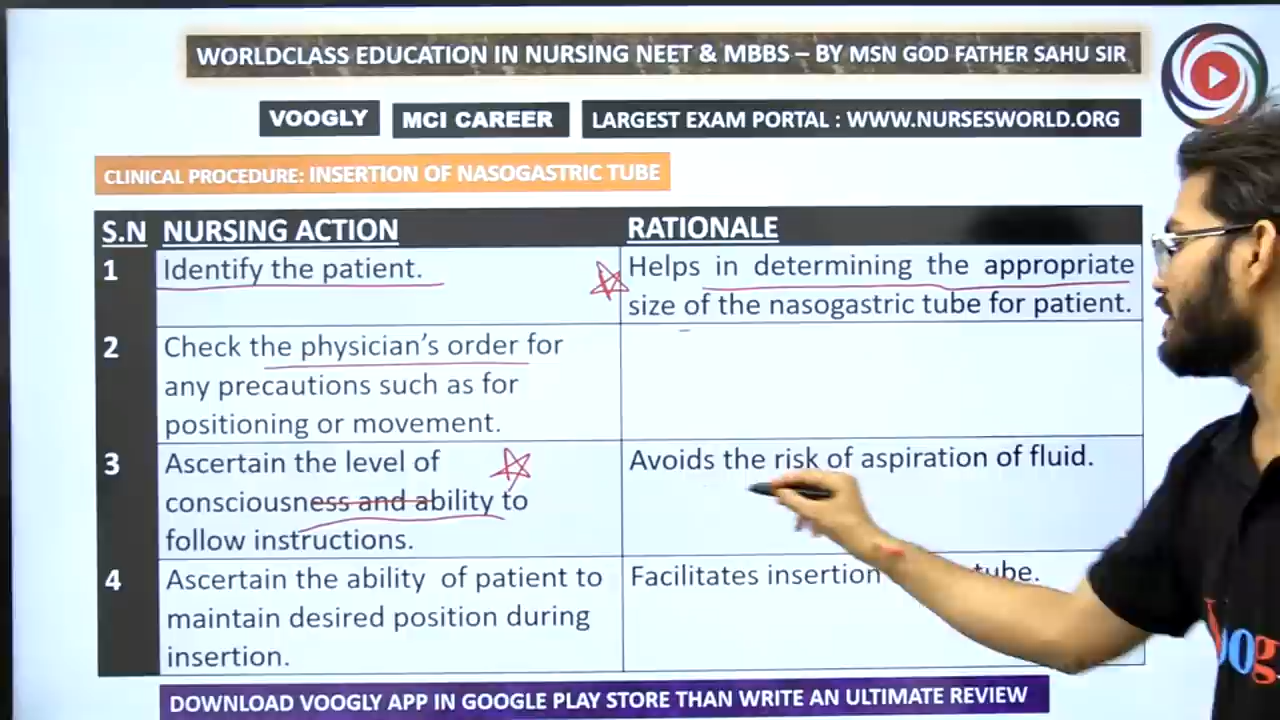 WORLDCLASS EDUCATION IN NURSING NEET & MBBS – BY MSN GOD FATHER SAHU SIR
VOOGLY MCI CAREER LARGEST EXAM PORTAL : WWW.NURSESWORLD.ORG
CLINICAL PROCEDURE: INSERTION OF NASOGASTRIC TUBE
S.N NURSING ACTION RATIONALE
1 Identify the patient. Helps in determining the appropriate
size of the nasogastric tube for patient.
2 Check the physician's order for
any precautions such as for
positioning or movement.
3 Ascertain the level of Avoids the risk of aspiration of fluid.
consciousness and ability to
follow instructions.
4 Ascertain the ability of patient to Facilitates insertion tube.
maintain desired position during
insertion.
DOWNLOAD VOOGLY APP IN GOOGLE PLAY STORE THAN WRITE AN ULTIMATE REVIEW